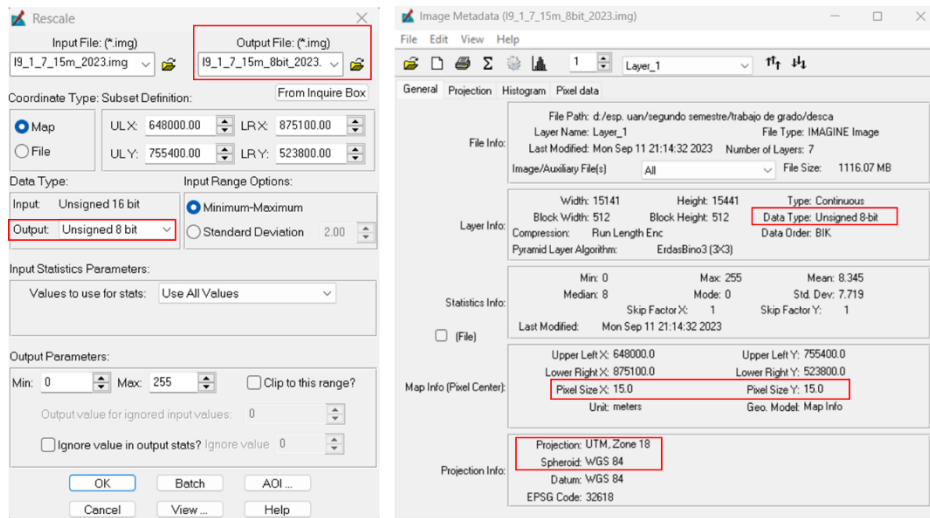 Rescale
Input File: (*.img) Output File: (*.img)
l9_1_7_15m_2023.img l9_1_7_15m_8bit_2023.
Coordinate Type: Subset Definition: From Inquire Box
Map ULX: 648000.00 LRX: 875100.00
File ULY: 755400.00 LRY: 523800.00
Data Type: Input Range Options:
Input: Unsigned 16 bit Minimum-Maximum
Output: Unsigned 8 bit Standard Deviation 2.00
Input Statistics Parameters:
Values to use for stats: Use All Values
Output Parameters:
Min: 0 Max: 255 Clip to this range?
Output value for ignored input values: 0
Ignore value in output stats? Ignore value 0
OK Batch AOI ...
Cancel View ... Help
Image Metadata (l9_1_7_15m_8bit_2023.img)
File Edit View Help
Σ 1 Layer_1
General Projection Histogram Pixel data
File Info:
File Path: d:/esp. uan/segundo semestre/trabajo de grado/desca
Layer Name: Layer_1 File Type: IMAGINE Image
Last Modified: Mon Sep 11 21:14:32 2023 Number of Layers: 7
Image/Auxiliary File(s) All File Size: 1116.07 MB
Layer Info:
Width: 15141 Height: 15441 Type: Continuous
Block Width: 512 Block Height: 512 Data Type: Unsigned 8-bit
Compression: Run Length Enc Data Order: BIK
Pyramid Layer Algorithm: ErdasBino3 (3X3)
Statistics Info:
Min: 0 Max: 255 Mean: 8.345
Median: 8 Mode: 0 Std. Dev: 7.719
Skip Factor X: 1 Skip Factor Y: 1
Last Modified: Mon Sep 11 21:14:32 2023
(File)
Map Info (Pixel Center):
Upper Left X: 648000.0 Upper Left Y: 755400.0
Lower Right X: 875100.0 Lower Right Y: 523800.0
Pixel Size X: 15.0 Pixel Size Y: 15.0
Unit: meters Geo. Model: Map Info
Projection Info:
Projection: UTM, Zone 18
Spheroid: WGS 84
Datum: WGS 84
EPSG Code: 32618